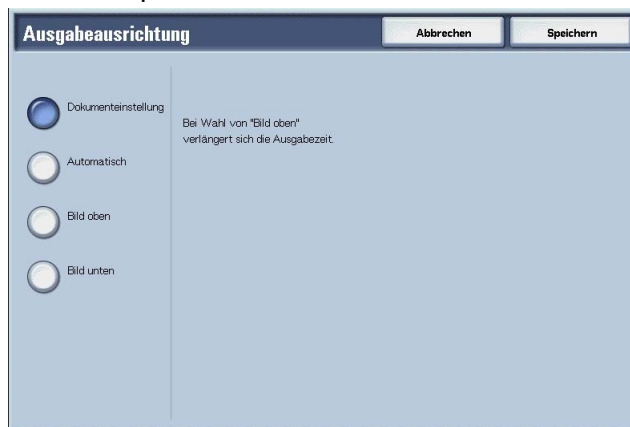 Ausgabeausrichtung
Abbrechen
Speichern
Dokumenteinstellung
Automatisch
Bild oben
Bild unten
Bei Wahl von "Bild oben"
verlängert sich die Ausgabezeit.